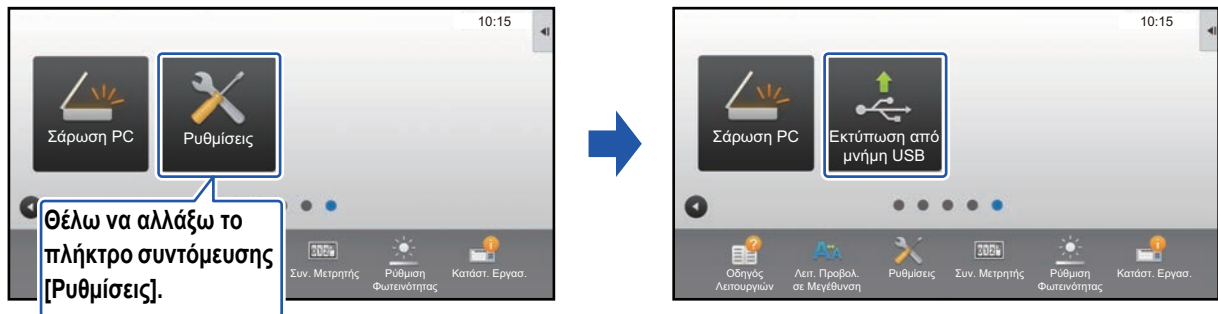 10:15
Σάρωση PC
Ρυθμίσεις
Θέλω να αλλάξω το
πλήκτρο συντόμευσης
[Ρυθμίσεις].
Συν. Μετρητής
Ρύθμιση
Φωτεινότητας
Κατάστ. Εργασ.
10:15
Σάρωση PC
Εκτύπωση από
μνήμη USB
Οδηγός
Λειτουργιών
Λειτ. Προβολ.
σε Μεγέθυνση
Ρυθμίσεις
Συν. Μετρητής
Ρύθμιση
Φωτεινότητας
Κατάστ. Εργασ.